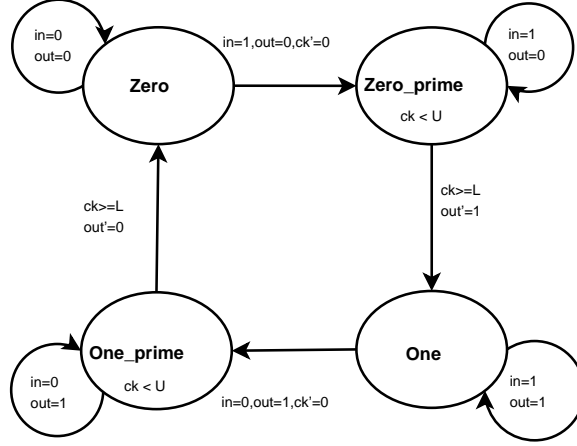 in=0
out=0
Zero
in=1,out=0,ck'=0
Zero_prime
ck < U
in=1
out=0
ck>=L
out'=0
ck>=L
out'=1
One_prime
ck < U
in=0
out=1
in=0,out=1,ck'=0
One
in=1
out=1